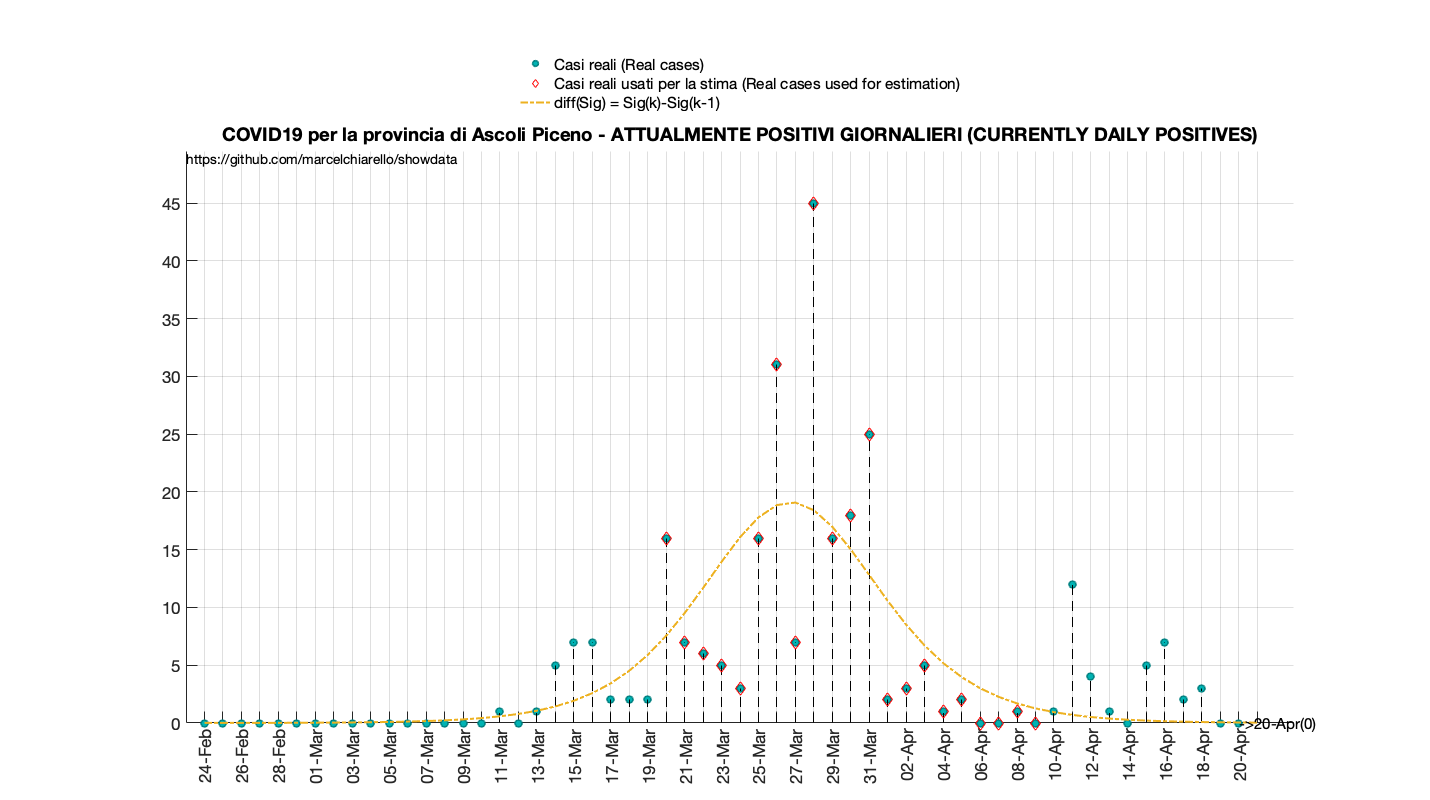 Casi reali (Real cases)
Casi reali usati per la stima (Real cases used for estimation)
diff(Sig) = Sig(k)-Sig(k-1)
COVID19 per la provincia di Ascoli Piceno - ATTUALMENTE POSITIVI GIORNALIERI (CURRENTLY DAILY POSITIVES)
https://github.com/marcelchiarello/showdata
45
40
35
30
25
20
15
10
5
0
->20-Apr(0)
24-Feb
26-Feb
28-Feb
01-Mar
03-Mar
05-Mar
07-Mar
09-Mar
11-Mar
13-Mar
15-Mar
17-Mar
19-Mar
21-Mar
23-Mar
25-Mar
27-Mar
29-Mar
31-Mar
02-Apr
04-Apr
06-Apr
08-Apr
10-Apr
12-Apr
14-Apr
16-Apr
18-Apr
20-Apr